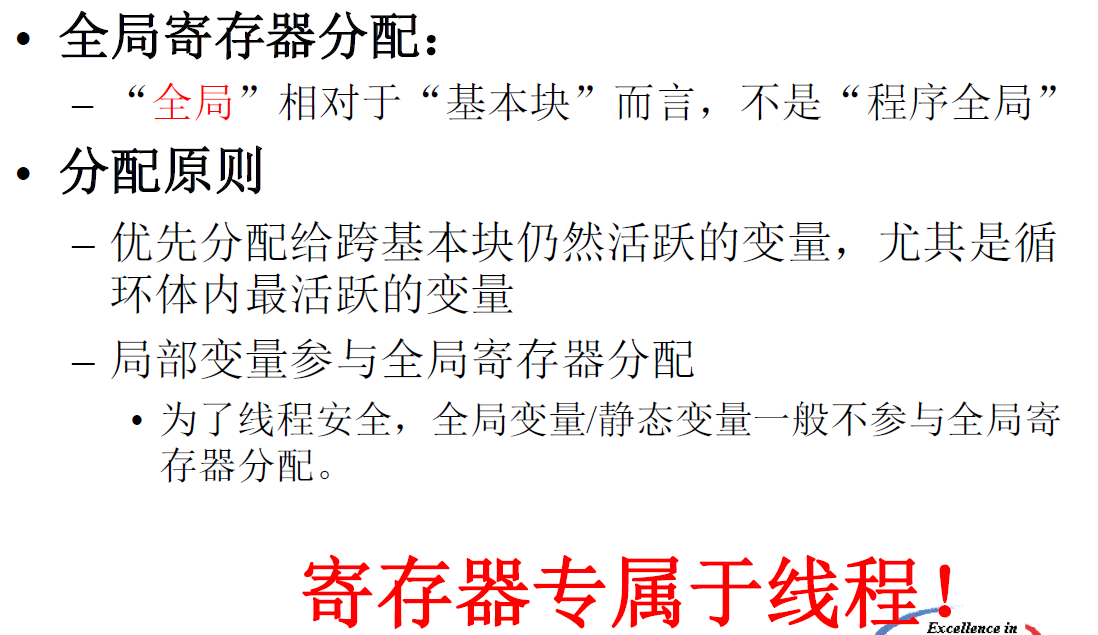 • 全局寄存器分配：
– “全局”相对于“基本块”而言，不是“程序全局”
• 分配原则
– 优先分配给跨基本块仍然活跃的变量，尤其是循
环体内最活跃的变量
– 局部变量参与全局寄存器分配
• 为了线程安全，全局变量/静态变量一般不参与全局寄
存器分配。
寄存器专属于线程！
Excellence in